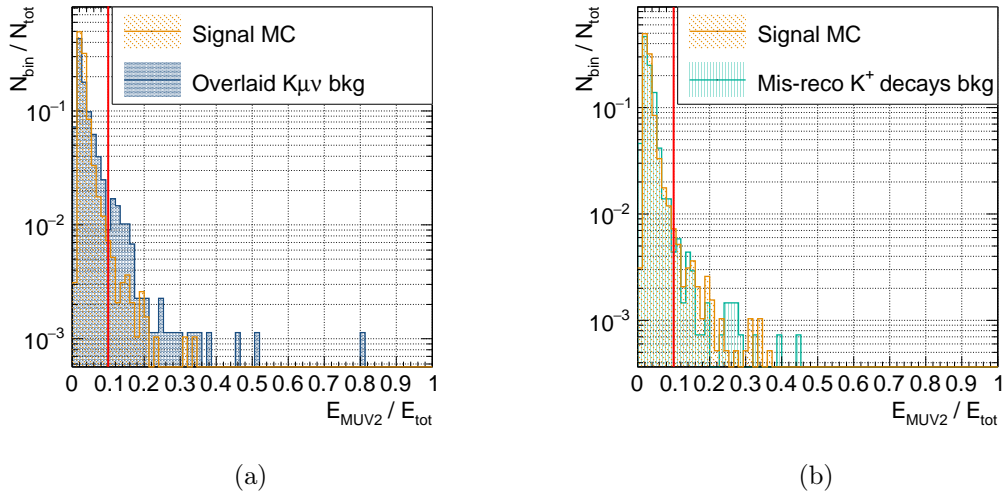 N_bin / N_tot
Signal MC
Overlaid Kμν bkg
10⁻¹
10⁻²
10⁻³
0 0.1 0.2 0.3 0.4 0.5 0.6 0.7 0.8 0.9 1
E_MUV2 / E_tot
(a)
N_bin / N_tot
Signal MC
Mis-reco K⁺ decays bkg
10⁻¹
10⁻²
10⁻³
0 0.1 0.2 0.3 0.4 0.5 0.6 0.7 0.8 0.9 1
E_MUV2 / E_tot
(b)